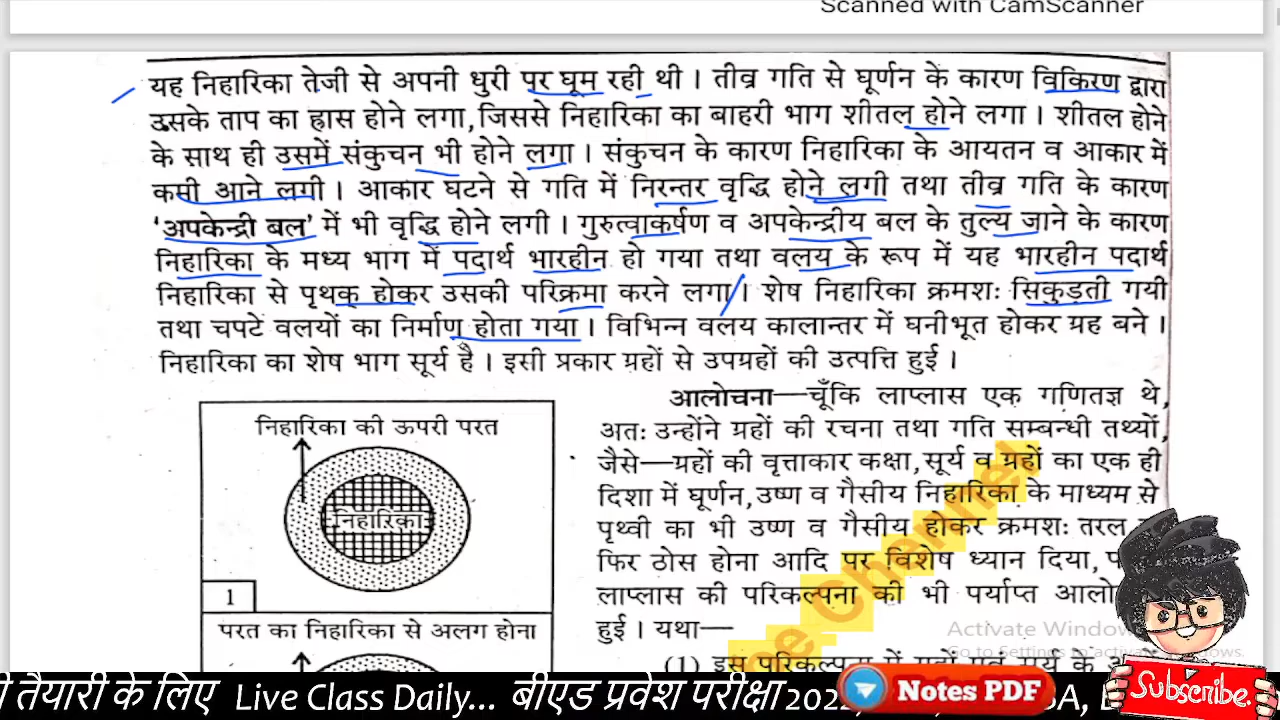 Scanned with CamScanner
यह निहारिका तेजी से अपनी धुरी पर घूम रही थी। तीव्र गति से घूर्णन के कारण विकिरण द्वारा
उसके ताप का ह्रास होने लगा, जिससे निहारिका का बाहरी भाग शीतल होने लगा। शीतल होने
के साथ ही उसमें संकुचन भी होने लगा। संकुचन के कारण निहारिका के आयतन व आकार में
कमी आने लगी। आकार घटने से गति में निरन्तर वृद्धि होने लगी तथा तीव्र गति के कारण
‘अपकेन्द्री बल’ में भी वृद्धि होने लगी। गुरुत्वाकर्षण व अपकेन्द्रीय बल के तुल्य जाने के कारण
निहारिका के मध्य भाग में पदार्थ भारहीन हो गया तथा वलय के रूप में यह भारहीन पदार्थ
निहारिका से पृथक् होकर उसकी परिक्रमा करने लगा। शेष निहारिका क्रमशः सिकुड़ती गयी
तथा चपटे वलयों का निर्माण होता गया। विभिन्न वलय कालान्तर में घनीभूत होकर ग्रह बने।
निहारिका का शेष भाग सूर्य है। इसी प्रकार ग्रहों से उपग्रहों की उत्पत्ति हुई।
निहारिका की ऊपरी परत
निहारिका
1
परत का निहारिका से अलग होना
आलोचना—चूँकि लाप्लास एक गणितज्ञ थे,
अतः उन्होंने ग्रहों की रचना तथा गति सम्बन्धी तथ्यों,
जैसे—ग्रहों की वृत्ताकार कक्षा, सूर्य व ग्रहों का एक ही
दिशा में घूर्णन, उष्ण व गैसीय निहारिका के माध्यम से
पृथ्वी का भी उष्ण व गैसीय होकर क्रमशः तरल
फिर ठोस होना आदि पर विशेष ध्यान दिया,
लाप्लास की परिकल्पना की भी पर्याप्त
हुई। यथा—
(1) इस परिकल्पना में
Channel
Activate Windows
Go to Settings to activate Windows.
तैयारी के लिए Live Class Daily... बीएड प्रवेश परीक्षा
Notes PDF
Subscribe